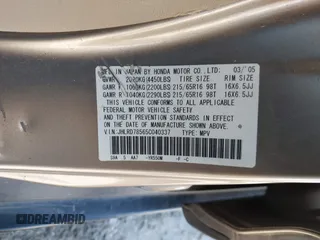 MFD. IN JAPAN BY HONDA MOTOR CO., LTD. 03/'05
GVWR 2020KG(4450LBS) TIRE SIZE RIM SIZE
GAWR F 1000KG(2200LBS) 215/65R16 98T 16X6.5JJ
GAWR R 1040KG(2290LBS) 215/65R16 98T 16X6.5JJ
THIS VEHICLE CONFORMS TO ALL APPLICABLE
FEDERAL MOTOR VEHICLE SAFETY
AND THEFT PREVENTION STANDARDS IN EFFECT
ON THE DATE OF MANUFACTURE SHOWN ABOVE.
V.I.N:JHLRD78565C040337 TYPE: MPV
YR550M
DREAMBID